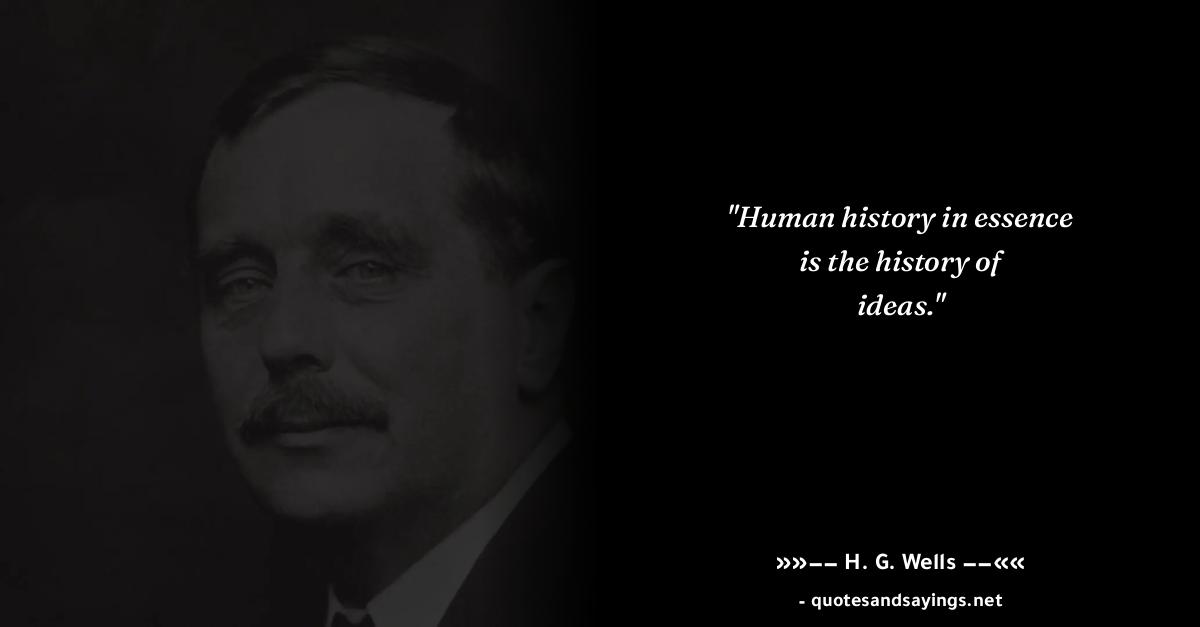 "Human history in essence
is the history of
ideas."
»»−− H. G. Wells −−««
- quotesandsayings.net